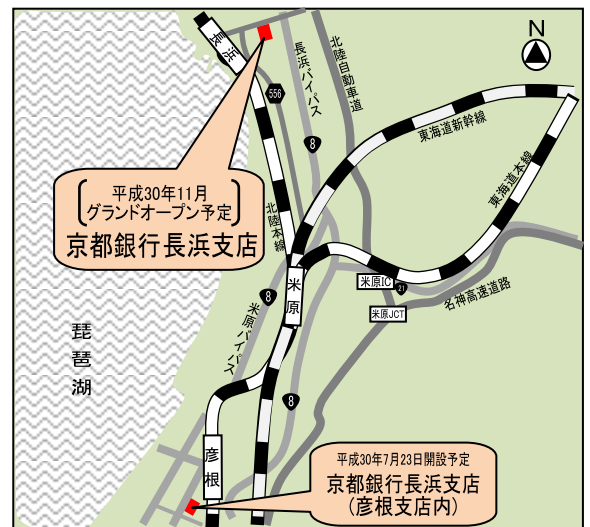 N
長浜
556
長浜バイパス
北陸自動車道
8
東海道新幹線
東海道本線
平成30年11月
グランドオープン予定
京都銀行長浜支店
北陸本線
米原
米原IC
21
名神高速道路
米原JCT
8
米原バイパス
琵琶湖
8
彦根
平成30年7月23日開設予定
京都銀行長浜支店
(彦根支店内)